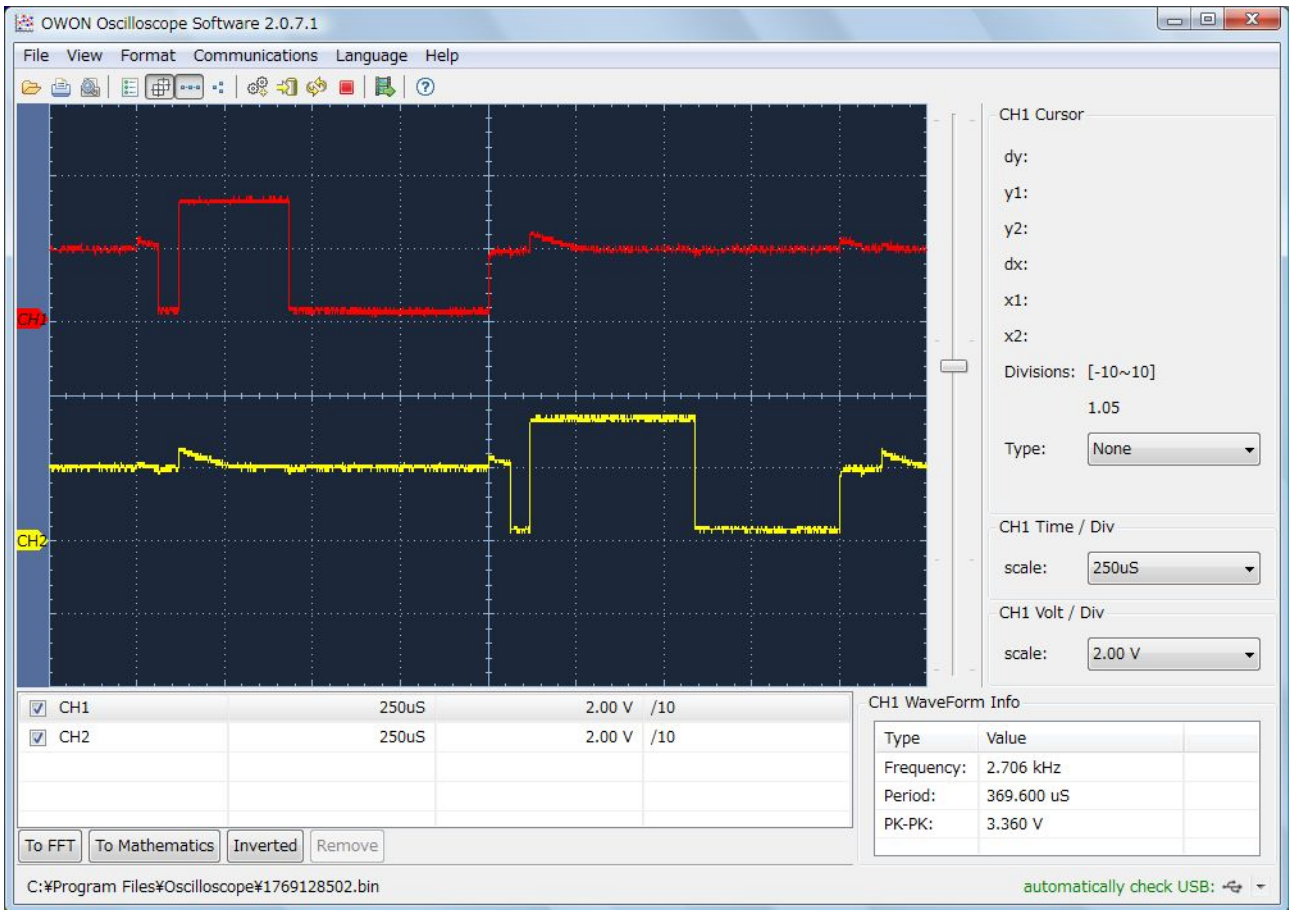 OWON Oscilloscope Software 2.0.7.1
File View Format Communications Language Help
CH1 Cursor
dy:
y1:
y2:
dx:
x1:
x2:
Divisions: [-10~10]
1.05
Type: None
CH1
CH2
CH1 Time / Div
scale: 250uS
CH1 Volt / Div
scale: 2.00 V
CH1 250uS 2.00 V /10
CH2 250uS 2.00 V /10
CH1 WaveForm Info
Type Value
Frequency: 2.706 kHz
Period: 369.600 uS
PK-PK: 3.360 V
To FFT To Mathematics Inverted Remove
C:¥Program Files¥Oscilloscope¥1769128502.bin
automatically check USB: